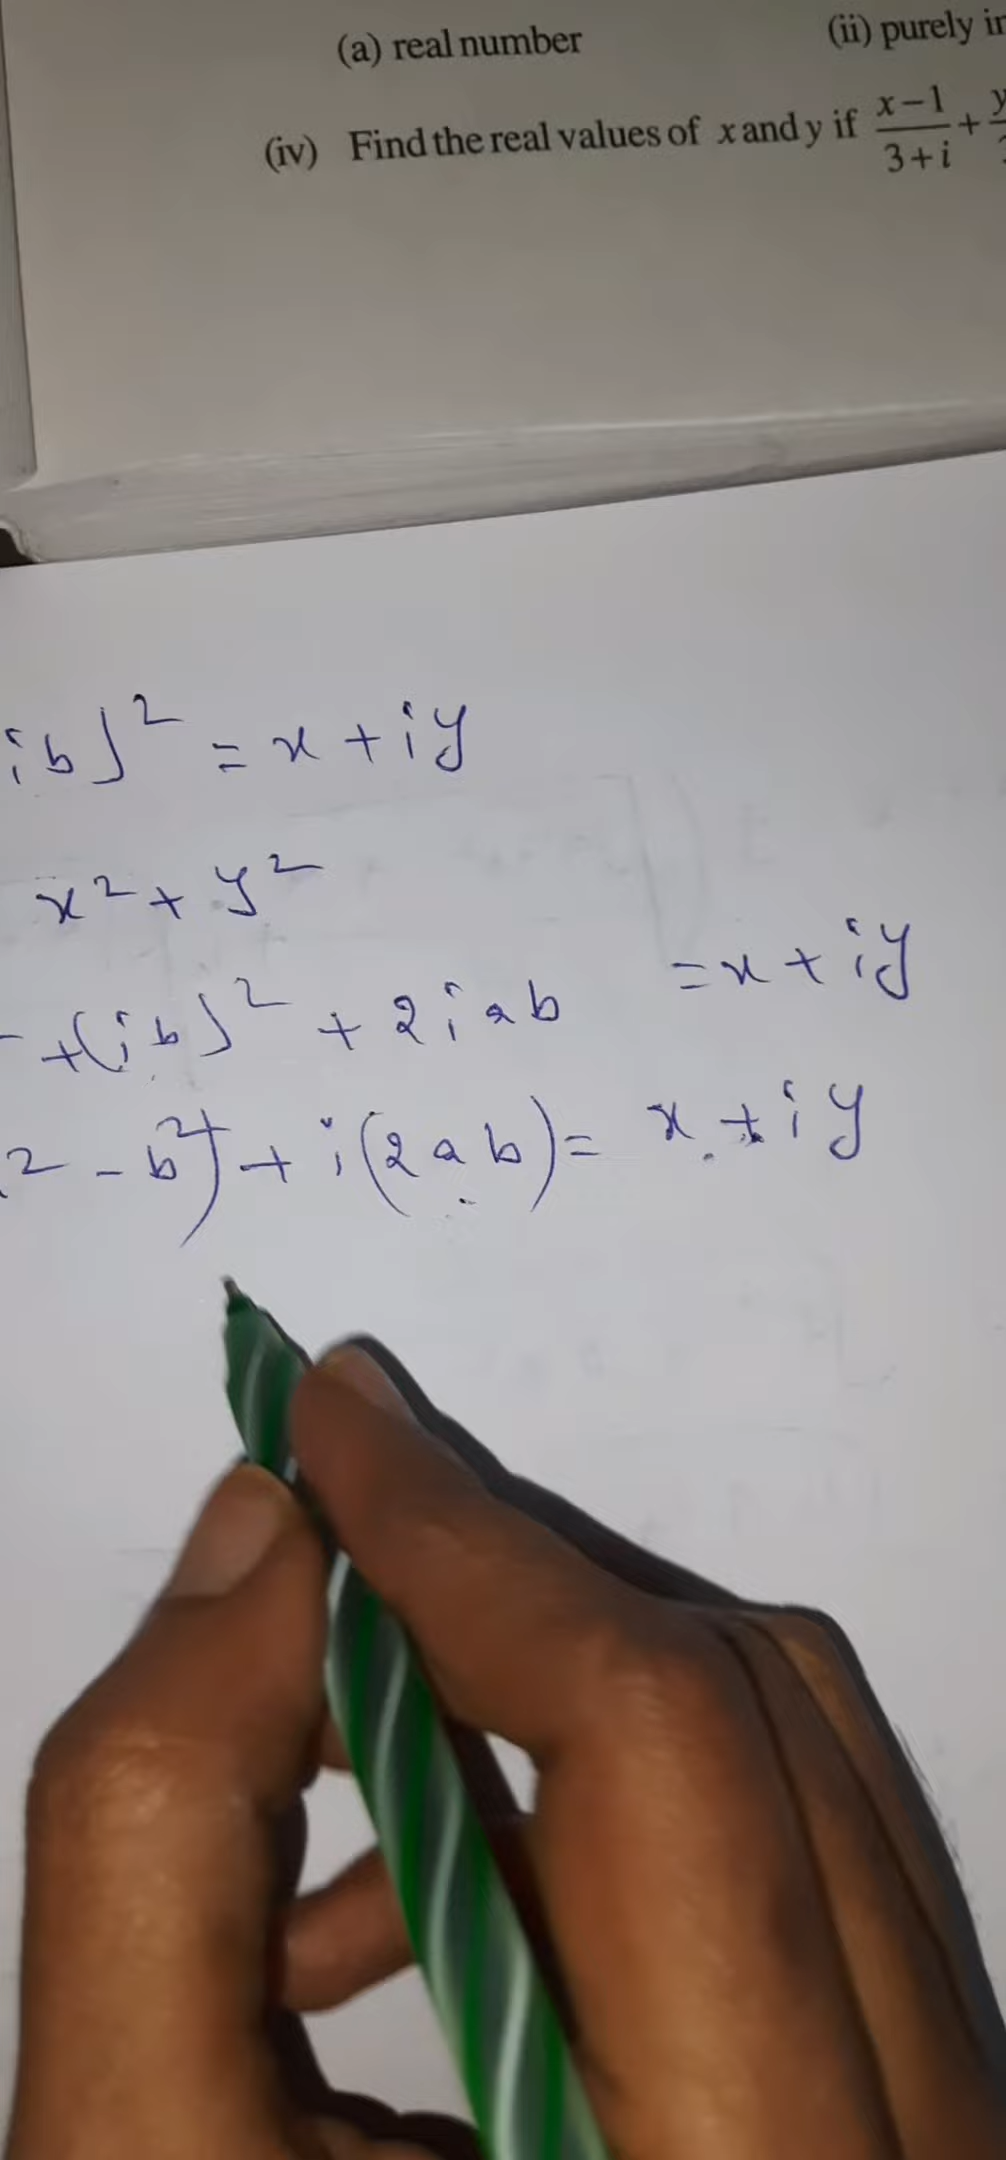 (a) real number (ii) purely
(iv) Find the real values of x and y if x-1/3+i +
ib)² = x + iy
x² + y²
+(ib)² + 2iab = x + iy
2 - b²) + i(2ab) = x + iy